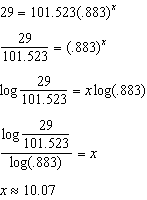 29 = 101.523(.883)^x
29/101.523 = (.883)^x
log 29/101.523 = x log(.883)
(log 29/101.523)/log(.883) = x
x ≈ 10.07